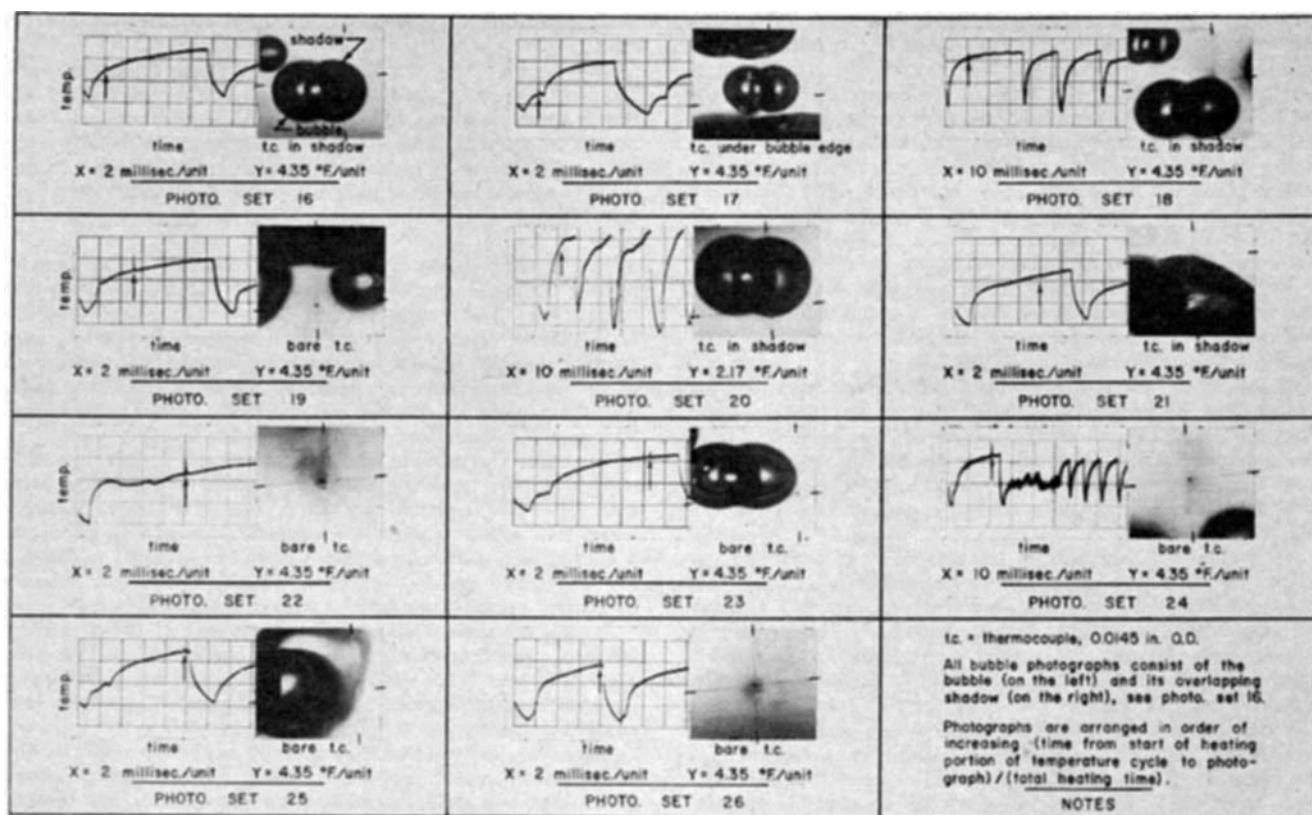 shadow
temp.
bubble
time
t.c. in shadow
X = 2 millisec./unit Y = 4.35 °F./unit
PHOTO. SET 16
time
t.c. under bubble edge
X = 2 millisec./unit Y = 4.35 °F./unit
PHOTO. SET 17
time
t.c. in shadow
X = 10 millisec./unit Y = 4.35 °F./unit
PHOTO. SET 18
temp.
time
bare t.c.
X = 2 millisec./unit Y = 4.35 °F./unit
PHOTO. SET 19
time
t.c. in shadow
X = 10 millisec./unit Y = 2.17 °F./unit
PHOTO. SET 20
time
t.c. in shadow
X = 2 millisec./unit Y = 4.35 °F./unit
PHOTO. SET 21
temp.
time
bare t.c.
X = 2 millisec./unit Y = 4.35 °F./unit
PHOTO. SET 22
time
bare t.c.
X = 2 millisec./unit Y = 4.35 °F./unit
PHOTO. SET 23
time
bare t.c.
X = 10 millisec./unit Y = 4.35 °F./unit
PHOTO. SET 24
temp.
time
bare t.c.
X = 2 millisec./unit Y = 4.35 °F./unit
PHOTO. SET 25
time
bare t.c.
X = 2 millisec./unit Y = 4.35 °F./unit
PHOTO. SET 26
t.c. = thermocouple, 0.0145 in. O.D.
All bubble photographs consist of the
bubble (on the left) and its overlapping
shadow (on the right), see photo. set 16.
Photographs are arranged in order of
increasing (time from start of heating
portion of temperature cycle to photo-
graph)/(total heating time).
NOTES